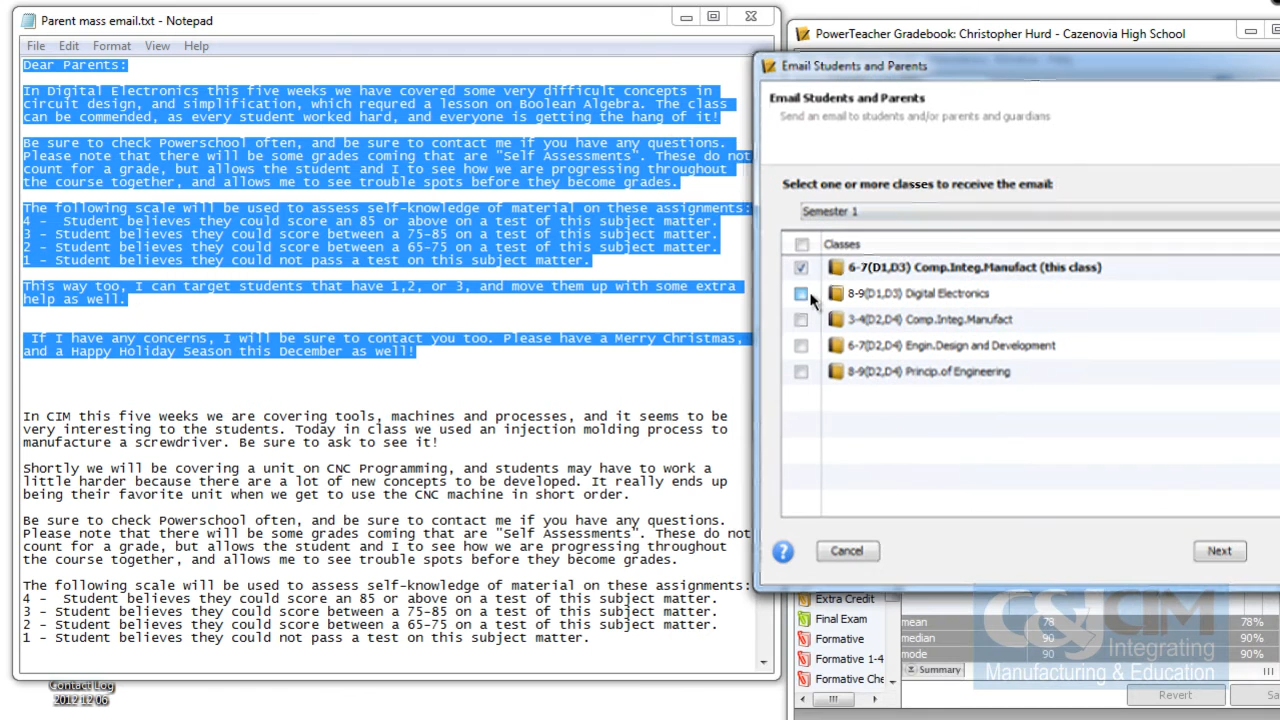 Parent mass email.txt - Notepad
File Edit Format View Help
Dear Parents:
In Digital Electronics this five weeks we have covered some very difficult concepts in
circuit design, and simplification, which requred a lesson on Boolean Algebra. The class
can be commended, as every student worked hard, and everyone is getting the hang of it!
Be sure to check Powerschool often, and be sure to contact me if you have any questions.
Please note that there will be some grades coming that are "Self Assessments". These do not
count for a grade, but allows the student and I to see how we are progressing throughout
the course together, and allows me to see trouble spots before they become grades.
The following scale will be used to assess self-knowledge of material on these assignments:
4 -  Student believes they could score an 85 or above on a test of this subject matter.
3 - Student believes they could score between a 75-85 on a test of this subject matter.
2 - Student believes they could score between a 65-75 on a test of this subject matter.
1 - Student believes they could not pass a test on this subject matter.
This way too, I can target students that have 1,2, or 3, and move them up with some extra
help as well.
If I have any concerns, I will be sure to contact you too. Please have a Merry Christmas,
and a Happy Holiday Season this December as well!
In CIM this five weeks we are covering tools, machines and processes, and it seems to be
very interesting to the students. Today in class we used an injection molding process to
manufacture a screwdriver. Be sure to ask to see it!
Shortly we will be covering a unit on CNC Programming, and students may have to work a
little harder because there are a lot of new concepts to be developed. It really ends up
being their favorite unit when we get to use the CNC machine in short order.
Be sure to check Powerschool often, and be sure to contact me if you have any questions.
Please note that there will be some grades coming that are "Self Assessments". These do not
count for a grade, but allows the student and I to see how we are progressing throughout
the course together, and allows me to see trouble spots before they become grades.
The following scale will be used to assess self-knowledge of material on these assignments:
4 -  Student believes they could score an 85 or above on a test of this subject matter.
3 - Student believes they could score between a 75-85 on a test of this subject matter.
2 - Student believes they could score between a 65-75 on a test of this subject matter.
1 - Student believes they could not pass a test on this subject matter.
Contact Log
2012 12 06
PowerTeacher Gradebook: Christopher Hurd - Cazenovia High School
Email Students and Parents
Email Students and Parents
Send an email to students and/or parents and guardians
Select one or more classes to receive the email:
Semester 1
Classes
6-7(D1,D3) Comp.Integ.Manufact (this class)
8-9(D1,D3) Digital Electronics
3-4(D2,D4) Comp.Integ.Manufact
6-7(D2,D4) Engin.Design and Development
8-9(D2,D4) Princip.of Engineering
? Cancel Next
Extra Credit
Final Exam
Formative
Formative 1-4
Formative Che
mean 78 78%
median 90 90%
mode 90 90%
Summary
Revert
C&J CIM
Integrating
Manufacturing & Education